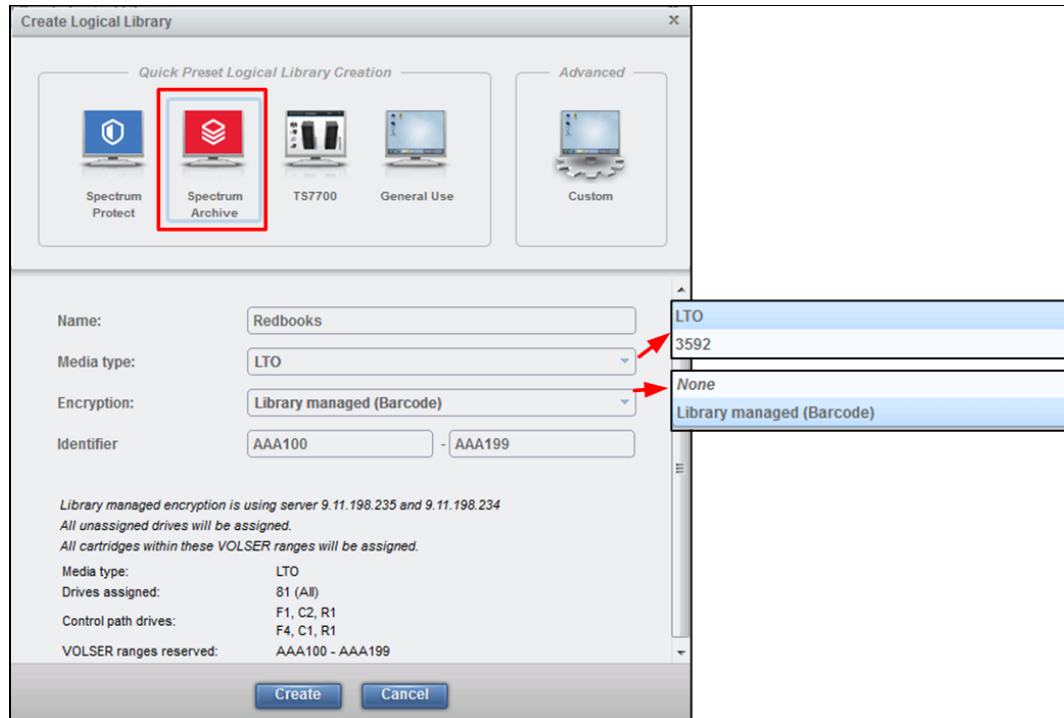 Create Logical Library x
Quick Preset Logical Library Creation
Advanced
Spectrum Protect
Spectrum Archive
TS7700
General Use
Custom
Name: Redbooks
Media type: LTO
LTO
3592
Encryption: Library managed (Barcode)
None
Library managed (Barcode)
Identifier AAA100 - AAA199
Library managed encryption is using server 9.11.198.235 and 9.11.198.234
All unassigned drives will be assigned.
All cartridges within these VOLSER ranges will be assigned.
Media type: LTO
Drives assigned: 81 (All)
Control path drives: F1, C2, R1
F4, C1, R1
VOLSER ranges reserved: AAA100 - AAA199
Create Cancel